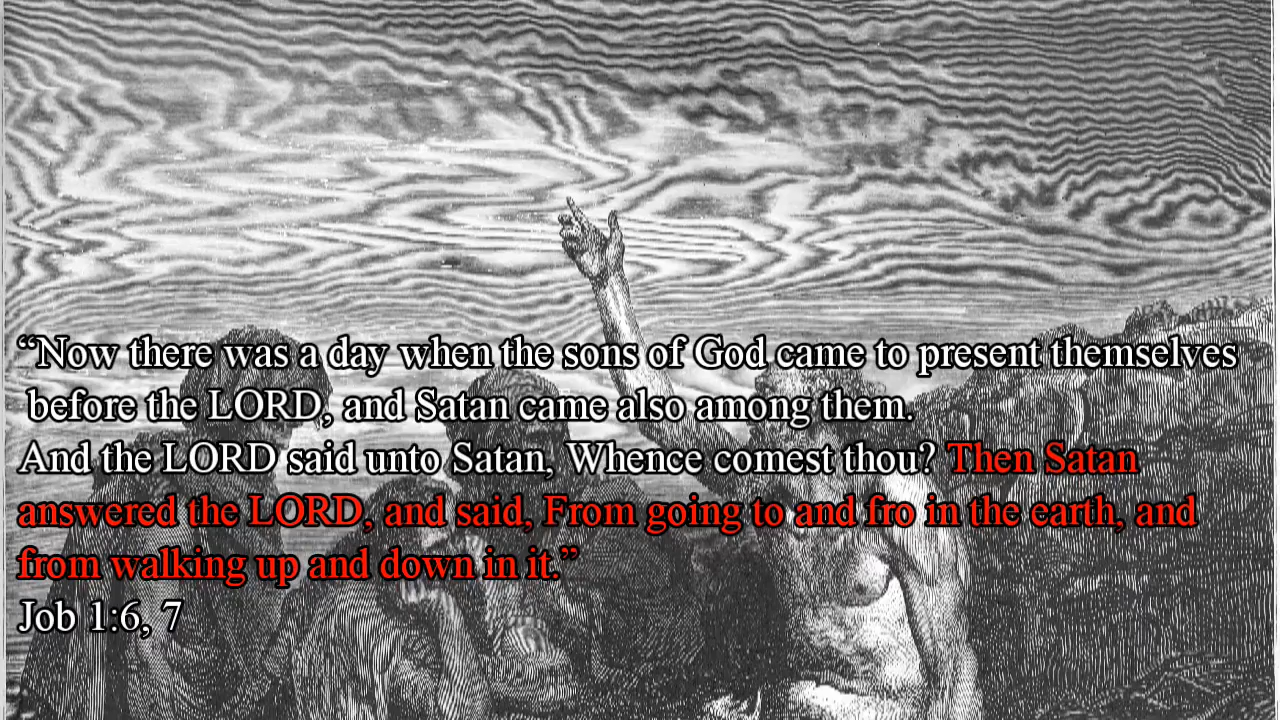 “Now there was a day when the sons of God came to present themselves
before the LORD, and Satan came also among them.
And the LORD said unto Satan, Whence comest thou? Then Satan
answered the LORD, and said, From going to and fro in the earth, and
from walking up and down in it.”
Job 1:6, 7